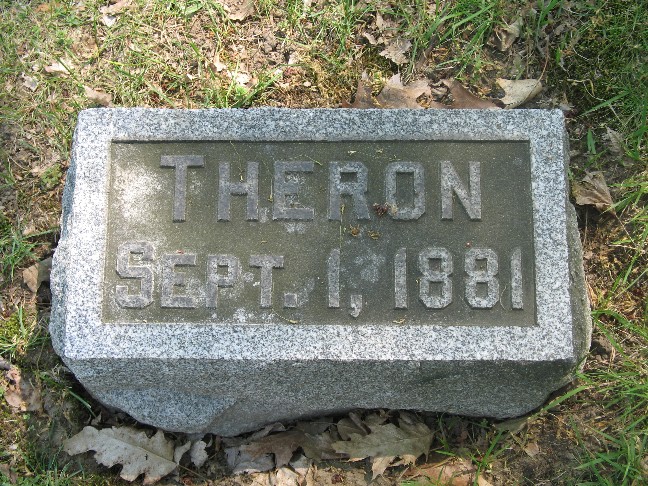 THERON
SEPT. 1, 1881